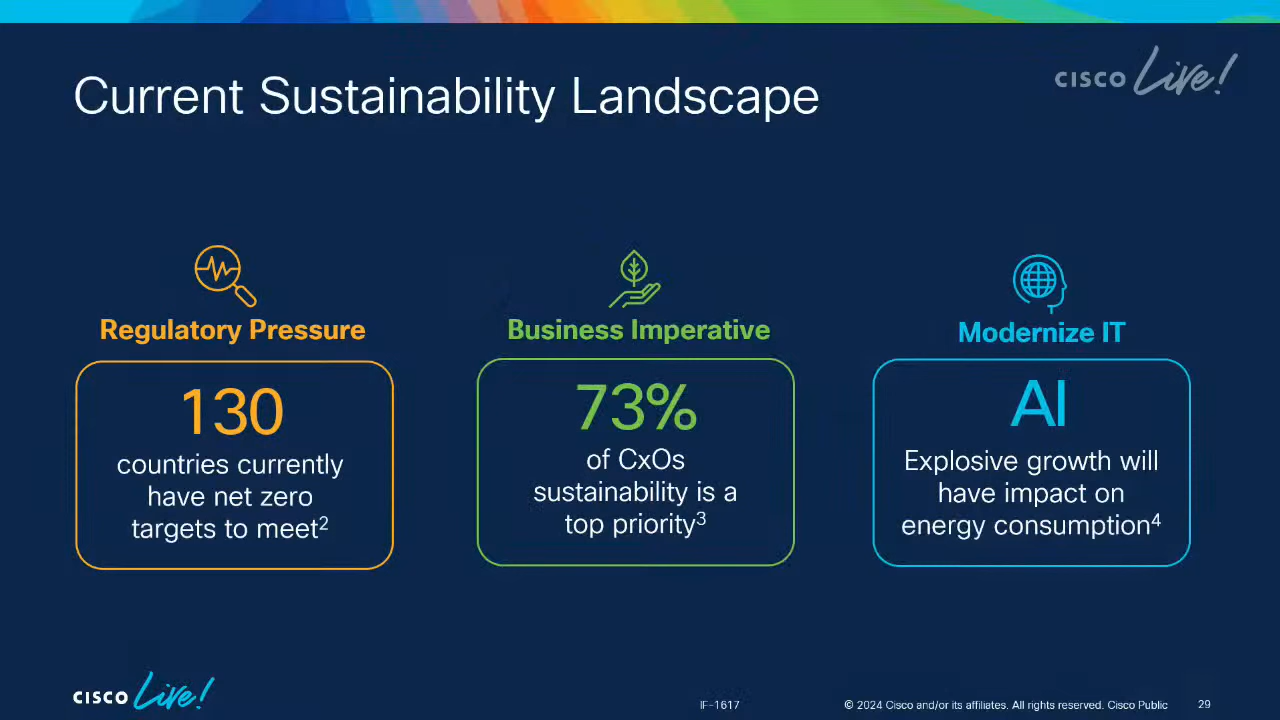 CISCO Live!
Current Sustainability Landscape
Regulatory Pressure
130
countries currently
have net zero
targets to meet²
Business Imperative
73%
of CxOs
sustainability is a
top priority³
Modernize IT
AI
Explosive growth will
have impact on
energy consumption⁴
CISCO Live!
IF-1617
© 2024 Cisco and/or its affiliates. All rights reserved. Cisco Public
29